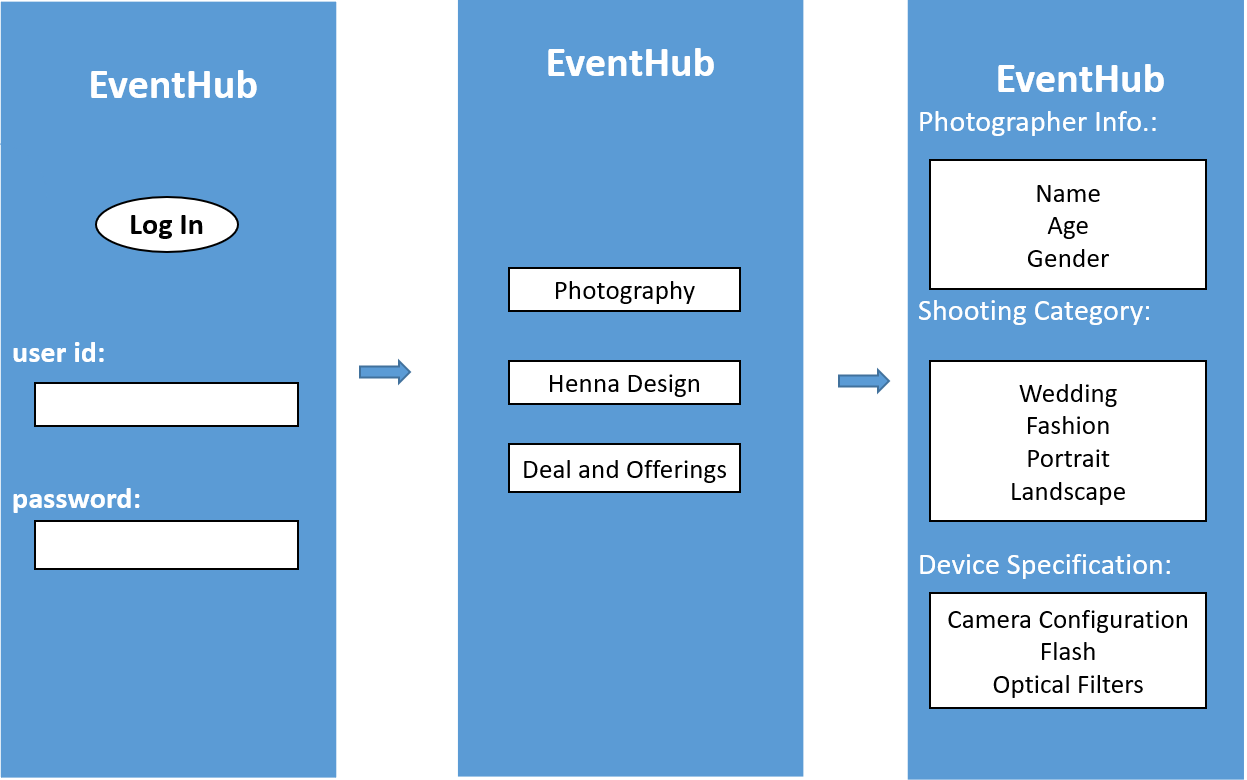 EventHub
Log In
user id:
password:
EventHub
Photography
Henna Design
Deal and Offerings
EventHub
Photographer Info.:
Name
Age
Gender
Shooting Category:
Wedding
Fashion
Portrait
Landscape
Device Specification:
Camera Configuration
Flash
Optical Filters